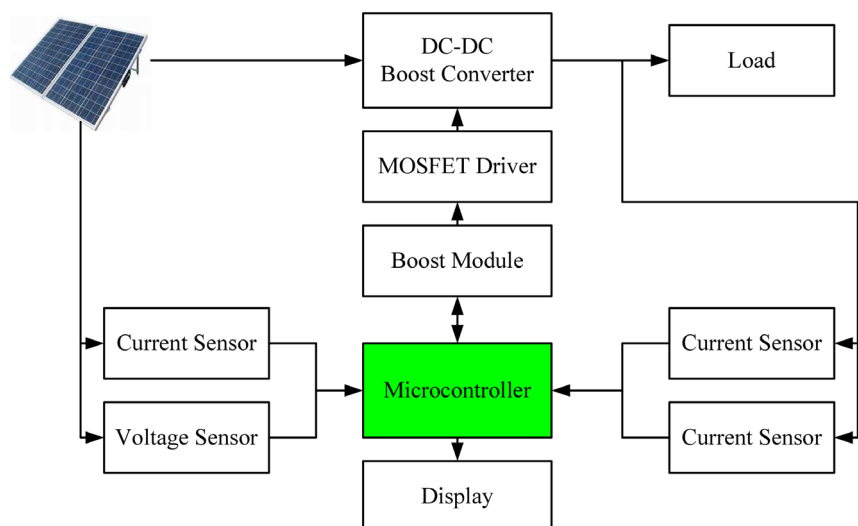 DC-DC
Boost Converter
Load
MOSFET Driver
Boost Module
Current Sensor
Current Sensor
Microcontroller
Voltage Sensor
Current Sensor
Display